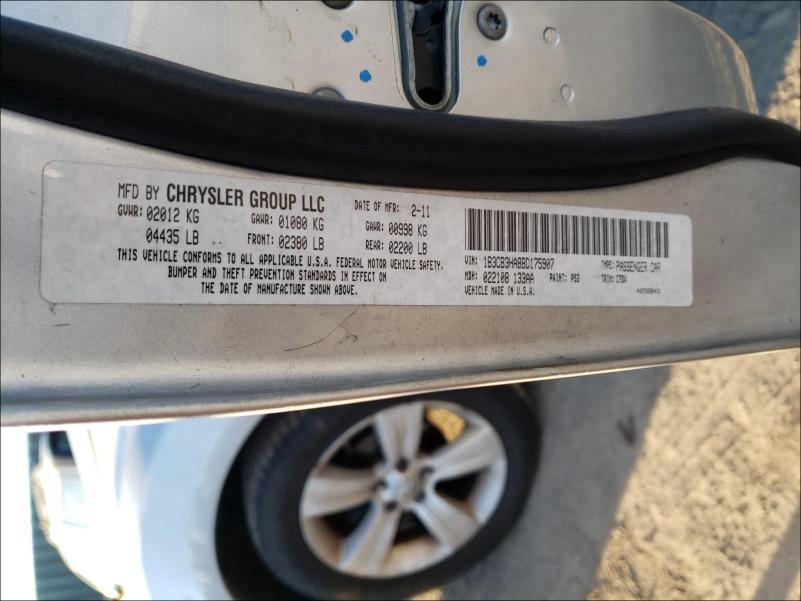 MFD BY CHRYSLER GROUP LLC DATE OF MFR: 2-11
GVWR: 02012 KG GAWR: 01080 KG GAWR: 00998 KG
04435 LB FRONT: 02380 LB REAR: 02200 LB
THIS VEHICLE CONFORMS TO ALL APPLICABLE U.S.A. FEDERAL MOTOR VEHICLE SAFETY,
BUMPER AND THEFT PREVENTION STANDARDS IN EFFECT ON
THE DATE OF MANUFACTURE SHOWN ABOVE.
VIN: 1B3CB3HA8BD175907 TYPE: PASSENGER CAR
MDH: 022108 133AA PAINT: PS2 TRIM:
VEHICLE MADE IN U.S.A.